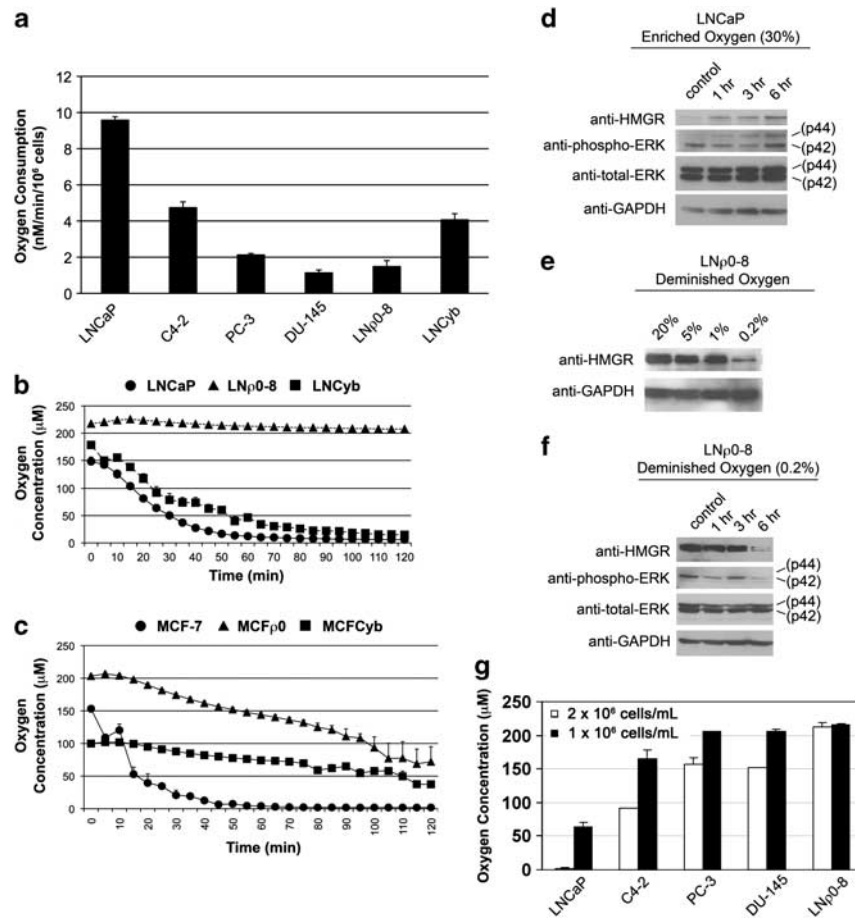 a
Oxygen Consumption
(nM/min/10⁶ cells)
12
10
8
6
4
2
0
LNCaP
C4-2
PC-3
DU-145
LNρ0-8
LNCyb
b
LNCaP LNρ0-8 LNCyb
Oxygen
Concentration (μM)
250
200
150
100
50
0
0 10 20 30 40 50 60 70 80 90 100 110 120
Time (min)
c
MCF-7 MCFρ0 MCFCyb
Oxygen
Concentration (μM)
250
200
150
100
50
0
0 10 20 30 40 50 60 70 80 90 100 110 120
Time (min)
d
LNCaP
Enriched Oxygen (30%)
control 1 hr 3 hr 6 hr
anti-HMGR
anti-phospho-ERK
(p44)
(p42)
anti-total-ERK
(p44)
(p42)
anti-GAPDH
e
LNρ0-8
Deminished Oxygen
20% 5% 1% 0.2%
anti-HMGR
anti-GAPDH
f
LNρ0-8
Deminished Oxygen (0.2%)
control 1 hr 3 hr 6 hr
anti-HMGR
anti-phospho-ERK
(p44)
(p42)
anti-total-ERK
(p44)
(p42)
anti-GAPDH
g
Oxygen Concentration (μM)
250
200
150
100
50
0
2 x 10⁶ cells/mL
1 x 10⁶ cells/mL
LNCaP
C4-2
PC-3
DU-145
LNρ0-8